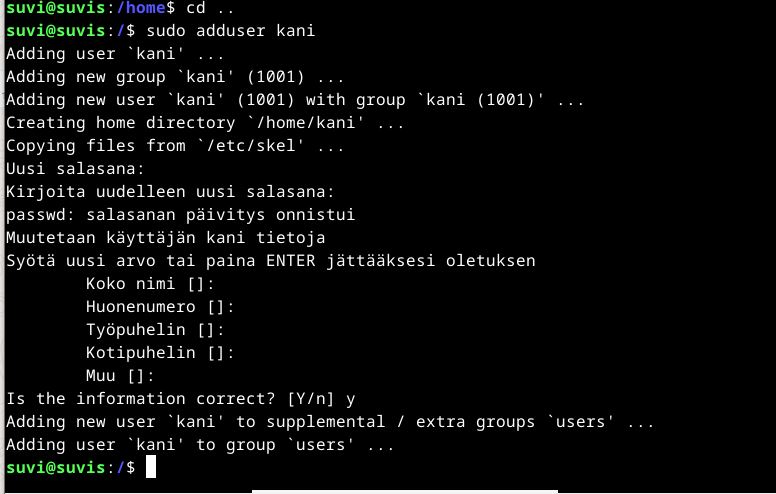 suvi@suvis:/home$ cd ..
suvi@suvis:/$ sudo adduser kani
Adding user `kani' ...
Adding new group `kani' (1001) ...
Adding new user `kani' (1001) with group `kani (1001)' ...
Creating home directory `/home/kani' ...
Copying files from `/etc/skel' ...
Uusi salasana:
Kirjoita uudelleen uusi salasana:
passwd: salasanan päivitys onnistui
Muutetaan käyttäjän kani tietoja
Syötä uusi arvo tai paina ENTER jättääksesi oletuksen
        Koko nimi []:
        Huonenumero []:
        Työpuhelin []:
        Kotipuhelin []:
        Muu []:
Is the information correct? [Y/n] y
Adding new user `kani' to supplemental / extra groups `users' ...
Adding user `kani' to group `users' ...
suvi@suvis:/$